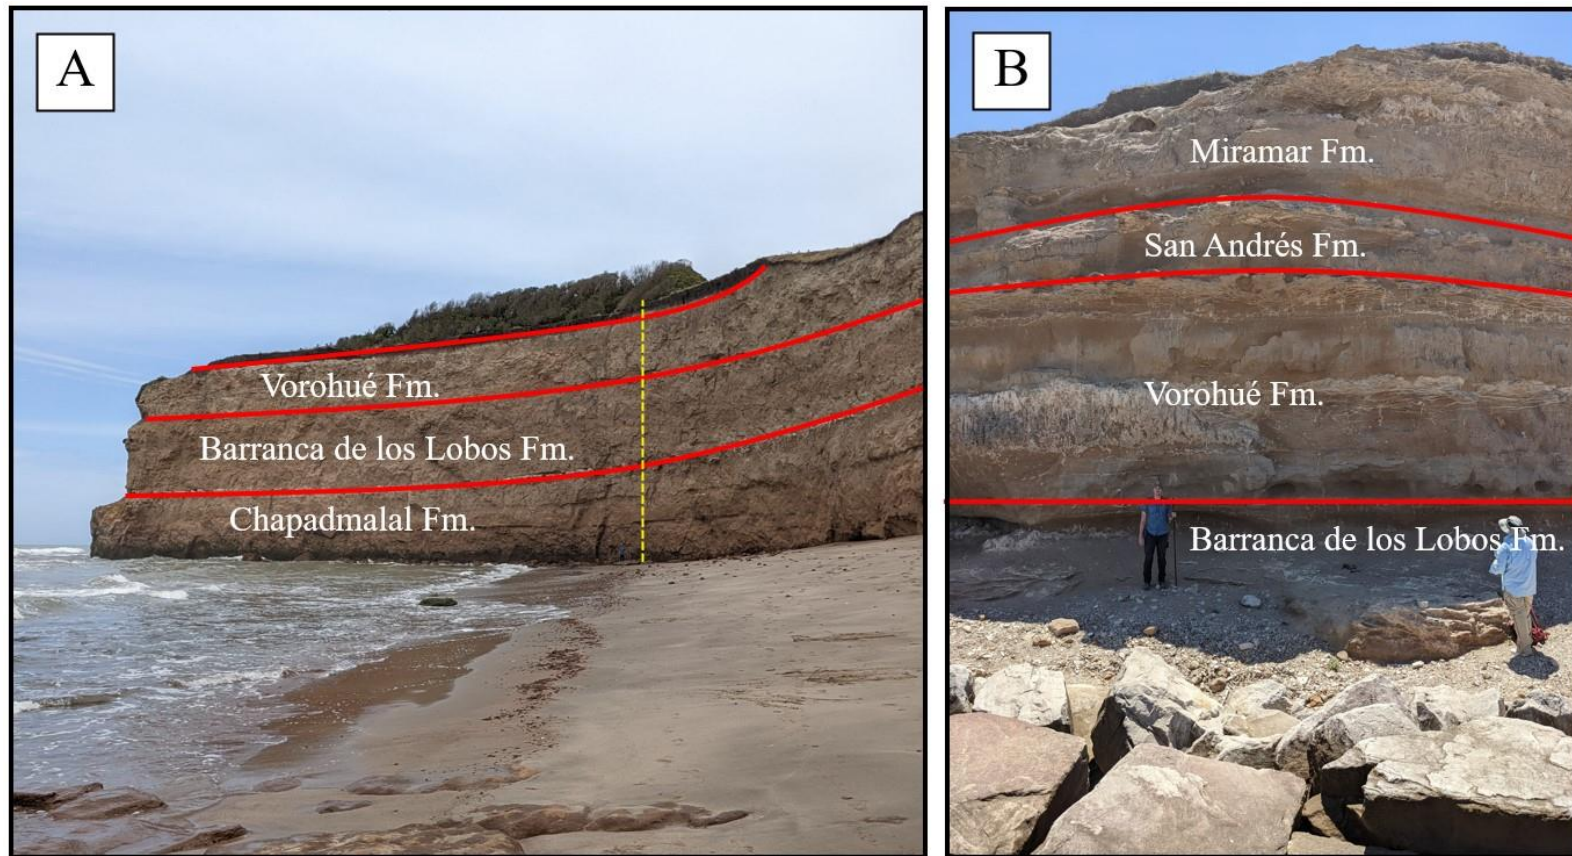 A
Vorohué Fm.
Barranca de los Lobos Fm.
Chapadmalal Fm.
B
Miramar Fm.
San Andrés Fm.
Vorohué Fm.
Barranca de los Lobos Fm.